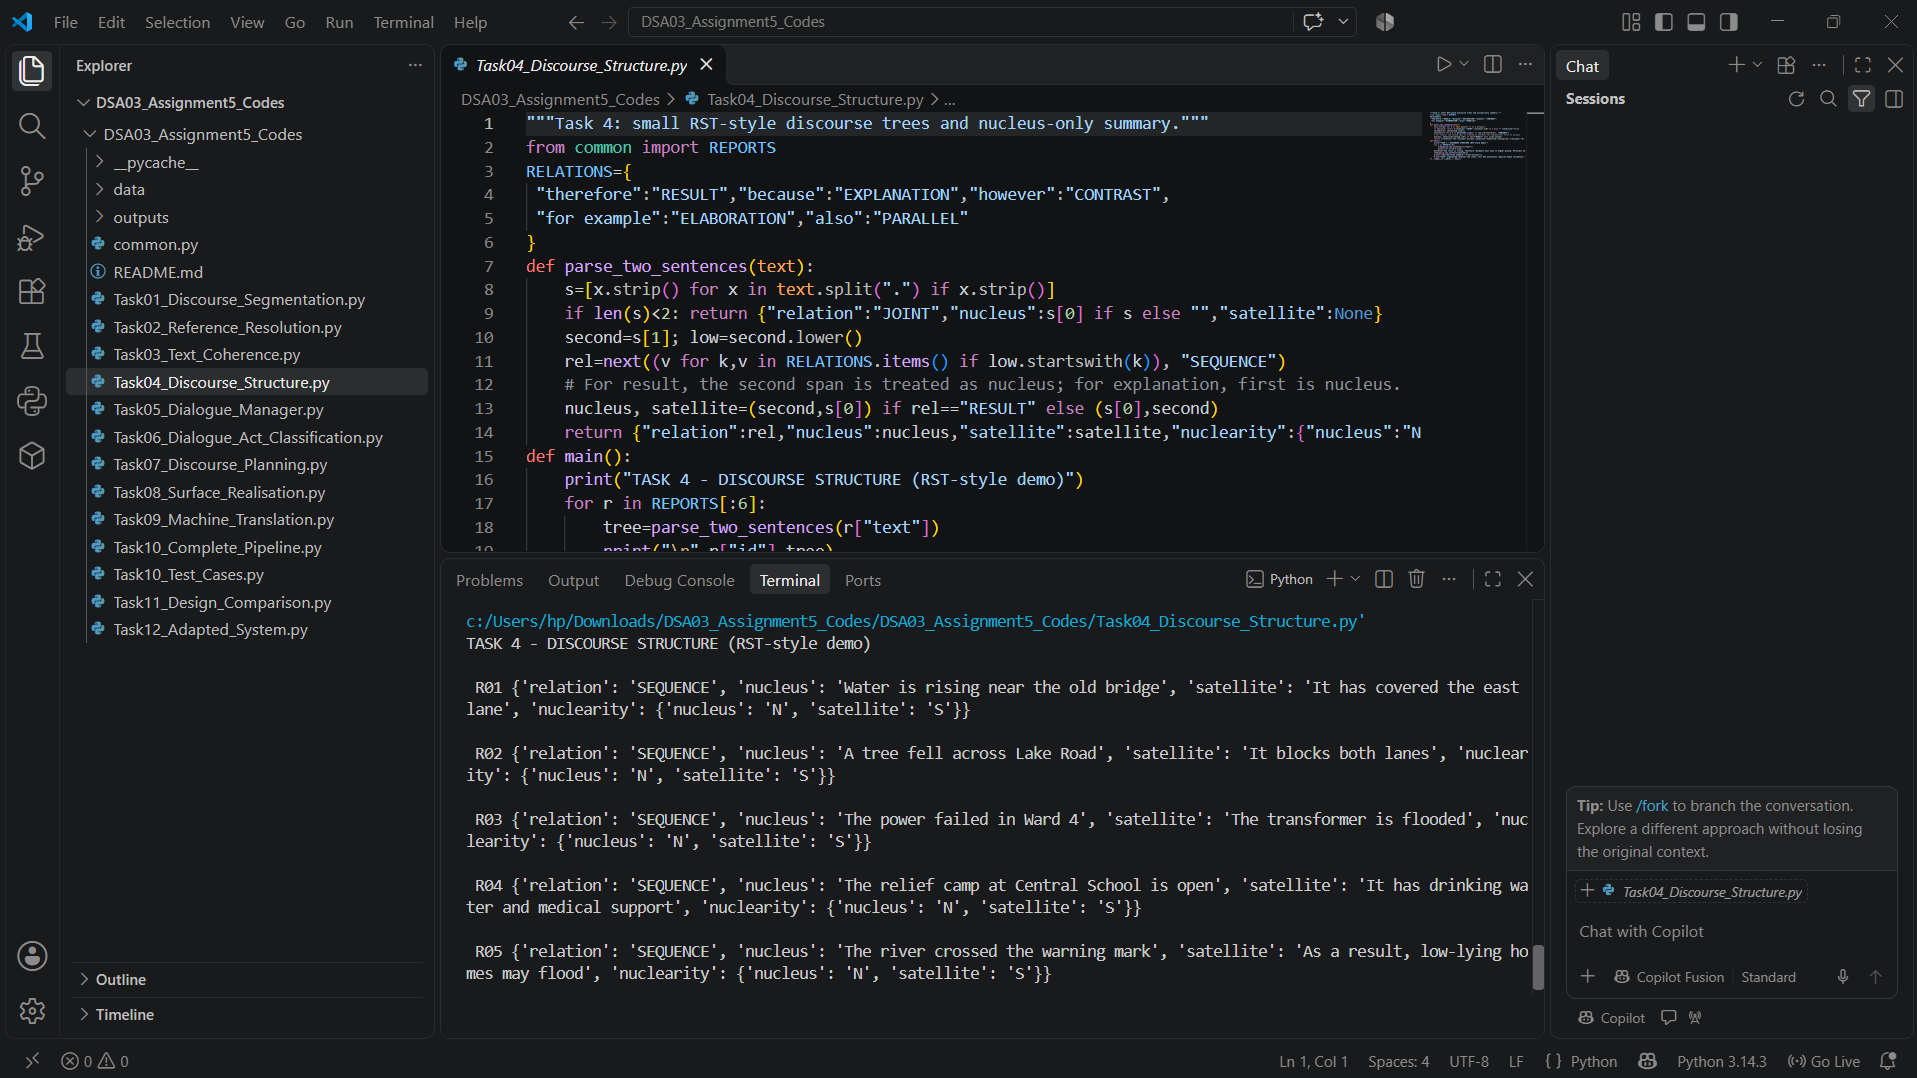 File Edit Selection View Go Run Terminal Help
DSA03_Assignment5_Codes
Explorer
DSA03_Assignment5_Codes
DSA03_Assignment5_Codes
__pycache__
data
outputs
common.py
README.md
Task01_Discourse_Segmentation.py
Task02_Reference_Resolution.py
Task03_Text_Coherence.py
Task04_Discourse_Structure.py
Task05_Dialogue_Manager.py
Task06_Dialogue_Act_Classification.py
Task07_Discourse_Planning.py
Task08_Surface_Realisation.py
Task09_Machine_Translation.py
Task10_Complete_Pipeline.py
Task10_Test_Cases.py
Task11_Design_Comparison.py
Task12_Adapted_System.py
Outline
Timeline
Task04_Discourse_Structure.py
DSA03_Assignment5_Codes > Task04_Discourse_Structure.py > ...
1 """Task 4: small RST-style discourse trees and nucleus-only summary."""
2 from common import REPORTS
3 RELATIONS={
4 "therefore":"RESULT","because":"EXPLANATION","however":"CONTRAST",
5 "for example":"ELABORATION","also":"PARALLEL"
6 }
7 def parse_two_sentences(text):
8 s=[x.strip() for x in text.split(".") if x.strip()]
9 if len(s)<2: return {"relation":"JOINT","nucleus":s[0] if s else "","satellite":None}
10 second=s[1]; low=second.lower()
11 rel=next((v for k,v in RELATIONS.items() if low.startswith(k)), "SEQUENCE")
12 # For result, the second span is treated as nucleus; for explanation, first is nucleus.
13 nucleus, satellite=(second,s[0]) if rel=="RESULT" else (s[0],second)
14 return {"relation":rel,"nucleus":nucleus,"satellite":satellite,"nuclearity":{"nucleus":"N
15 def main():
16 print("TASK 4 - DISCOURSE STRUCTURE (RST-style demo)")
17 for r in REPORTS[:6]:
18 tree=parse_two_sentences(r["text"])
19 print("\n",r["id"],tree)
Problems Output Debug Console Terminal Ports
Python
c:/Users/hp/Downloads/DSA03_Assignment5_Codes/DSA03_Assignment5_Codes/Task04_Discourse_Structure.py'
TASK 4 - DISCOURSE STRUCTURE (RST-style demo)
R01 {'relation': 'SEQUENCE', 'nucleus': 'Water is rising near the old bridge', 'satellite': 'It has covered the east
lane', 'nuclearity': {'nucleus': 'N', 'satellite': 'S'}}
R02 {'relation': 'SEQUENCE', 'nucleus': 'A tree fell across Lake Road', 'satellite': 'It blocks both lanes', 'nuclear
ity': {'nucleus': 'N', 'satellite': 'S'}}
R03 {'relation': 'SEQUENCE', 'nucleus': 'The power failed in Ward 4', 'satellite': 'The transformer is flooded', 'nuc
learity': {'nucleus': 'N', 'satellite': 'S'}}
R04 {'relation': 'SEQUENCE', 'nucleus': 'The relief camp at Central School is open', 'satellite': 'It has drinking wa
ter and medical support', 'nuclearity': {'nucleus': 'N', 'satellite': 'S'}}
R05 {'relation': 'SEQUENCE', 'nucleus': 'The river crossed the warning mark', 'satellite': 'As a result, low-lying ho
mes may flood', 'nuclearity': {'nucleus': 'N', 'satellite': 'S'}}
Chat
Sessions
Tip: Use /fork to branch the conversation.
Explore a different approach without losing
the original context.
Task04_Discourse_Structure.py
Chat with Copilot
Copilot Fusion Standard
Copilot
0 0
Ln 1, Col 1 Spaces: 4 UTF-8 LF { } Python Python 3.14.3 Go Live